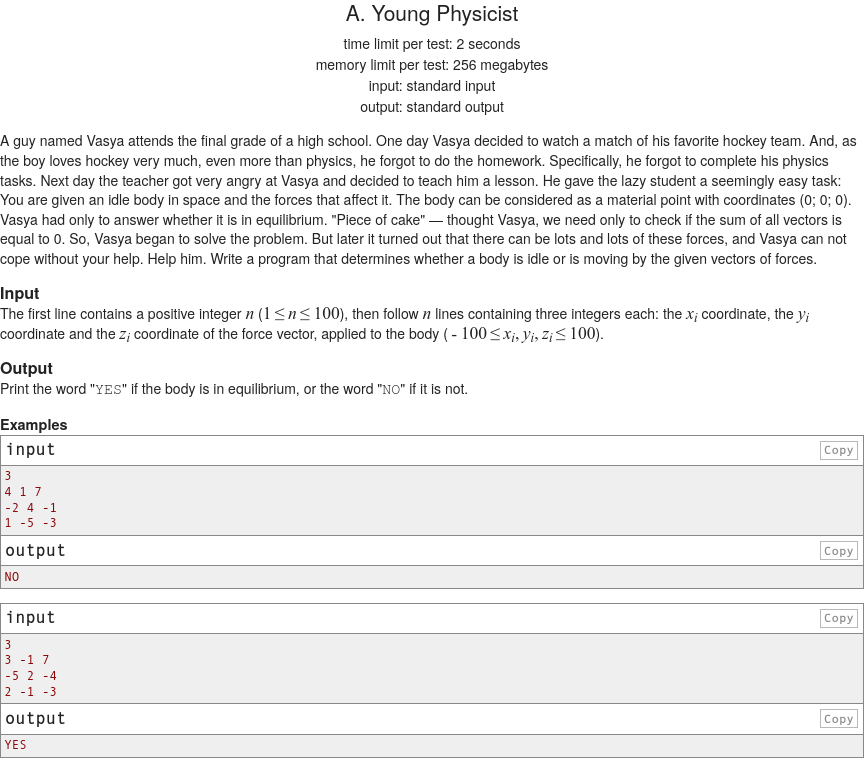 A. Young Physicist
time limit per test: 2 seconds
memory limit per test: 256 megabytes
input: standard input
output: standard output
A guy named Vasya attends the final grade of a high school. One day Vasya decided to watch a match of his favorite hockey team. And, as
the boy loves hockey very much, even more than physics, he forgot to do the homework. Specifically, he forgot to complete his physics
tasks. Next day the teacher got very angry at Vasya and decided to teach him a lesson. He gave the lazy student a seemingly easy task:
You are given an idle body in space and the forces that affect it. The body can be considered as a material point with coordinates (0; 0; 0).
Vasya had only to answer whether it is in equilibrium. "Piece of cake" — thought Vasya, we need only to check if the sum of all vectors is
equal to 0. So, Vasya began to solve the problem. But later it turned out that there can be lots and lots of these forces, and Vasya can not
cope without your help. Help him. Write a program that determines whether a body is idle or is moving by the given vectors of forces.
Input
The first line contains a positive integer n (1 ≤ n ≤ 100), then follow n lines containing three integers each: the xᵢ coordinate, the yᵢ
coordinate and the zᵢ coordinate of the force vector, applied to the body ( - 100 ≤ xᵢ, yᵢ, zᵢ ≤ 100).
Output
Print the word "YES" if the body is in equilibrium, or the word "NO" if it is not.
Examples
input Copy
3
4 1 7
-2 4 -1
1 -5 -3
output Copy
NO
input Copy
3
3 -1 7
-5 2 -4
2 -1 -3
output Copy
YES